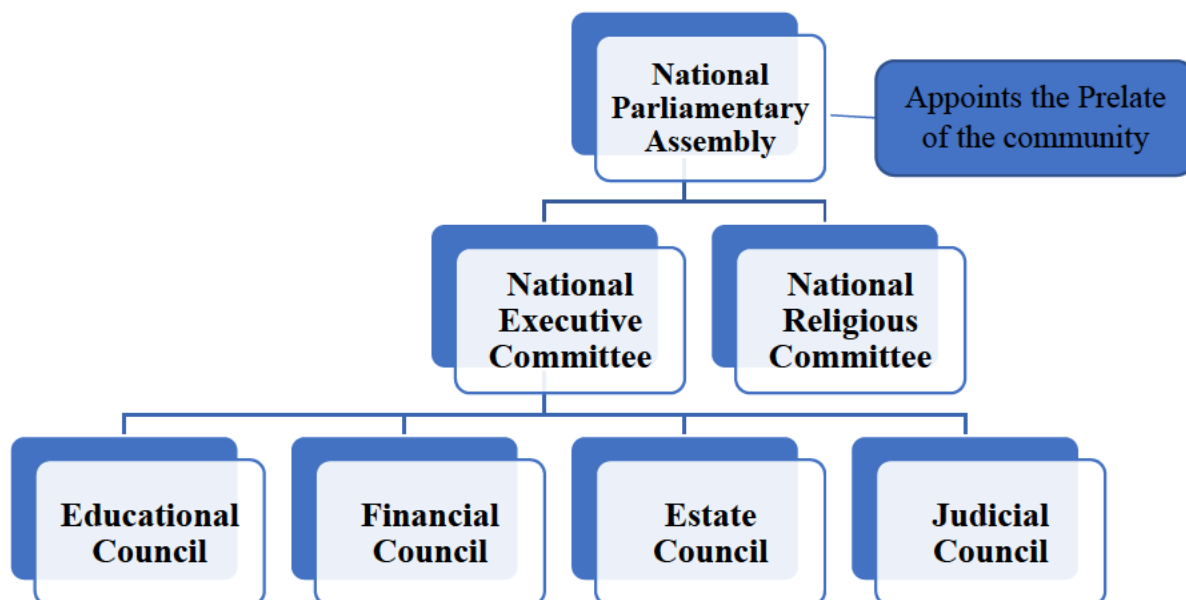 National
Parliamentary
Assembly
Appoints the Prelate
of the community
National
Executive
Committee
National
Religious
Committee
Educational
Council
Financial
Council
Estate
Council
Judicial
Council